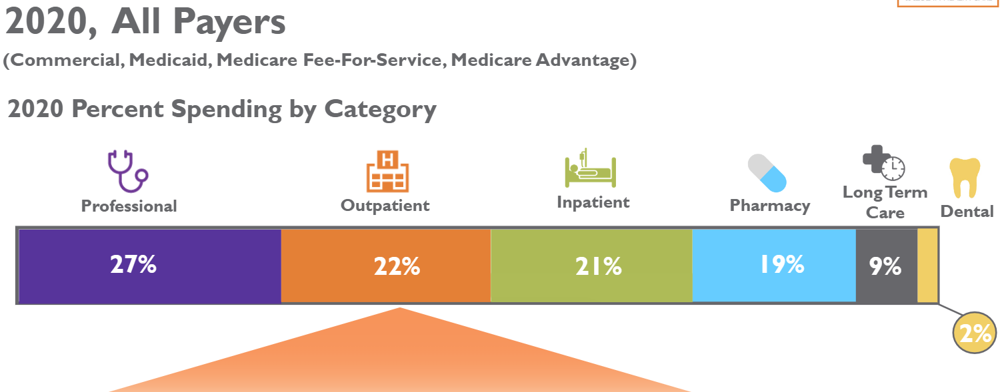 2020, All Payers
(Commercial, Medicaid, Medicare Fee-For-Service, Medicare Advantage)
2020 Percent Spending by Category
H
Professional
Outpatient
Inpatient
Pharmacy
Long Term
Care
Dental
27%
22%
21%
19%
9%
2%